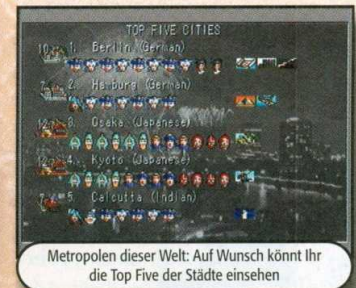 TOP FIVE CITIES
1. Berlin (German)
2. Hamburg (German)
3. Osaka (Japanese)
4. Kyoto (Japanese)
5. Calcutta (Indian)
Metropolen dieser Welt: Auf Wunsch könnt Ihr
die Top Five der Städte einsehen